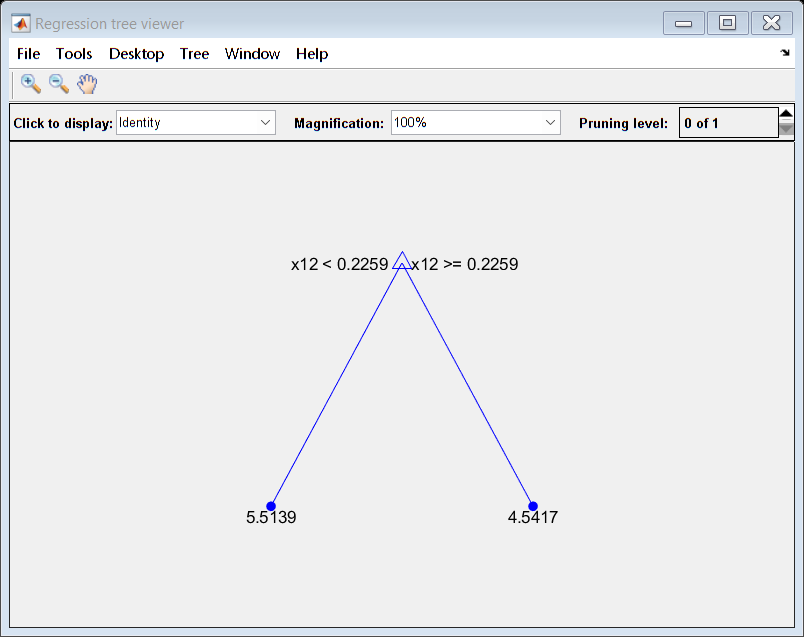 Regression tree viewer
File Tools Desktop Tree Window Help
Click to display: Identity Magnification: 100% Pruning level: 0 of 1
x12 < 0.2259 x12 >= 0.2259
5.5139 4.5417